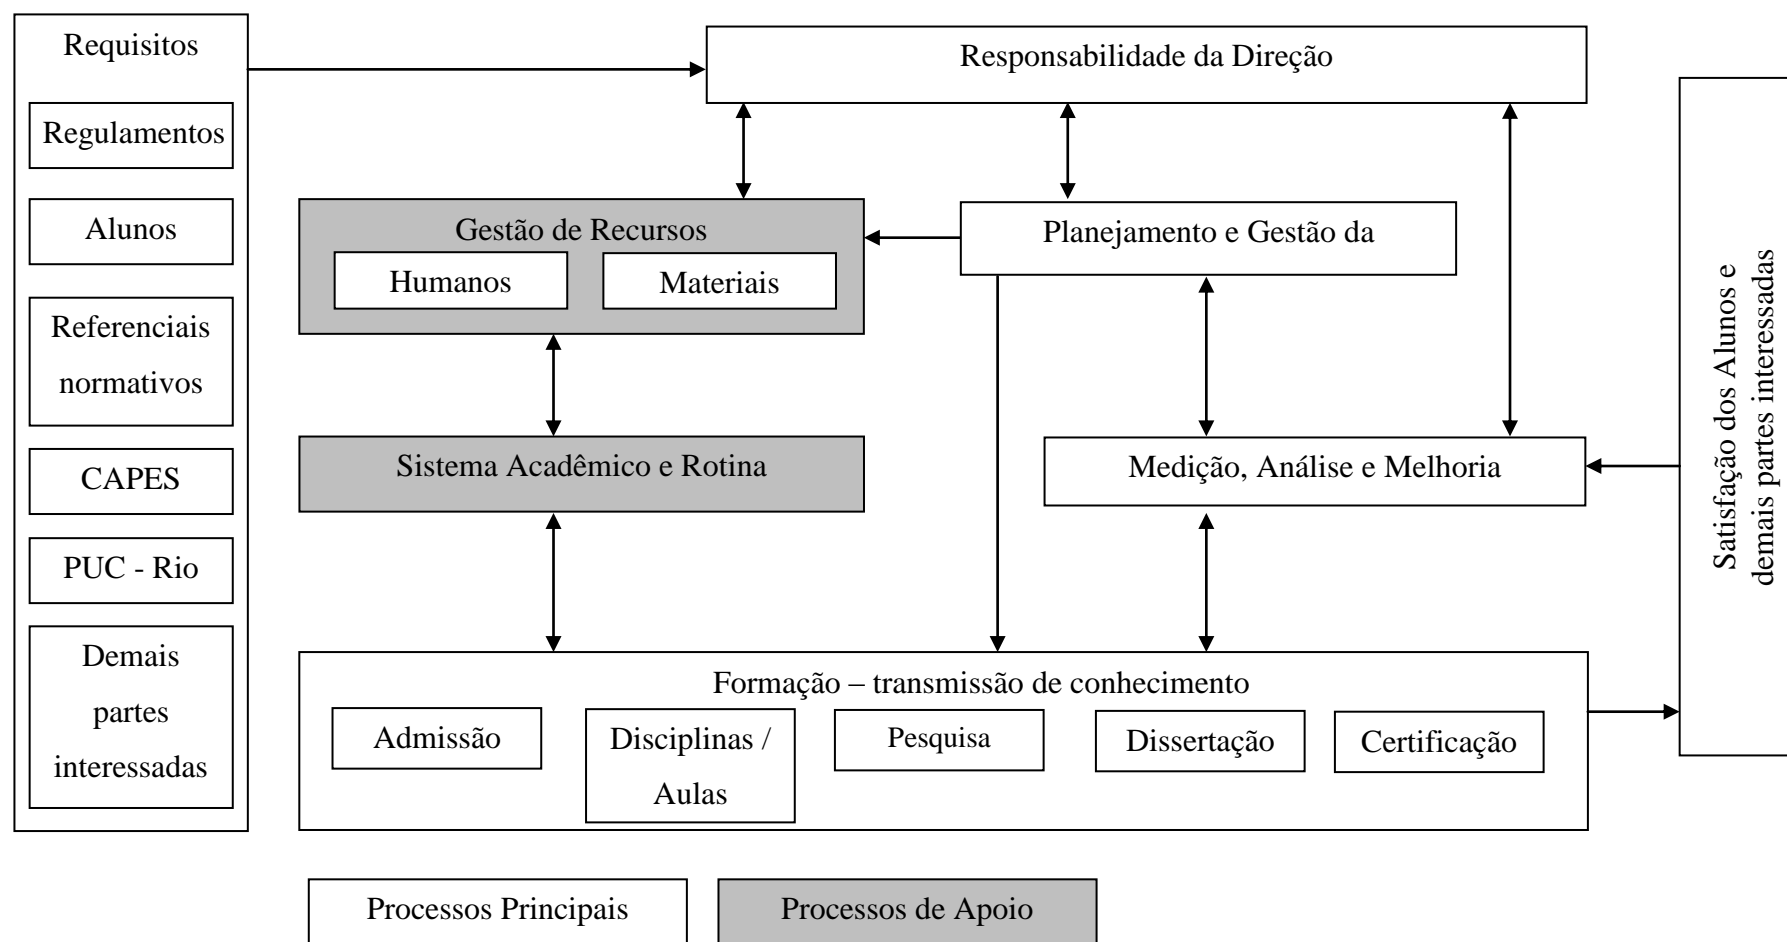 Requisitos
Regulamentos
Alunos
Referenciais
normativos
CAPES
PUC - Rio
Demais
partes
interessadas
Responsabilidade da Direção
Gestão de Recursos
Humanos
Materiais
Planejamento e Gestão da
Sistema Acadêmico e Rotina
Medição, Análise e Melhoria
Formação – transmissão de conhecimento
Admissão
Disciplinas /
Aulas
Pesquisa
Dissertação
Certificação
Satisfação dos Alunos e
demais partes interessadas
Processos Principais
Processos de Apoio